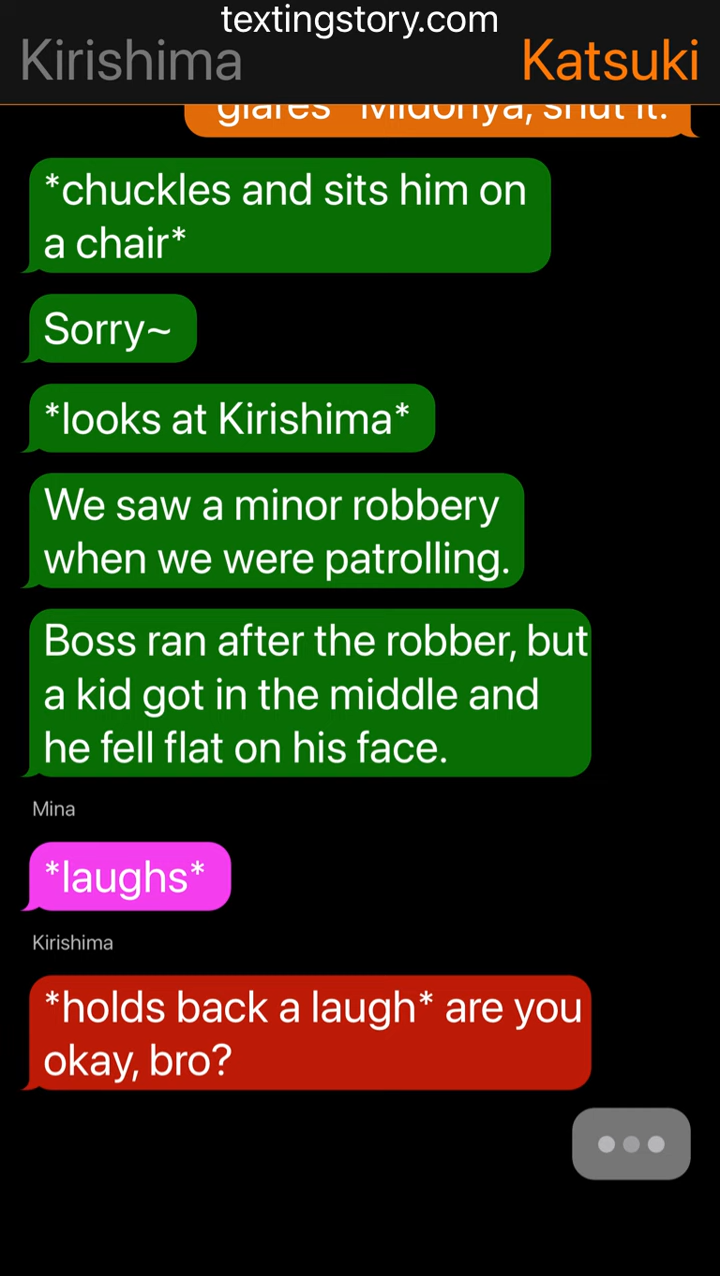 textingstory.com
Kirishima
Katsuki
*chuckles and sits him on
a chair*
Sorry~
*looks at Kirishima*
We saw a minor robbery
when we were patrolling.
Boss ran after the robber, but
a kid got in the middle and
he fell flat on his face.
Mina
*laughs*
Kirishima
*holds back a laugh* are you
okay, bro?